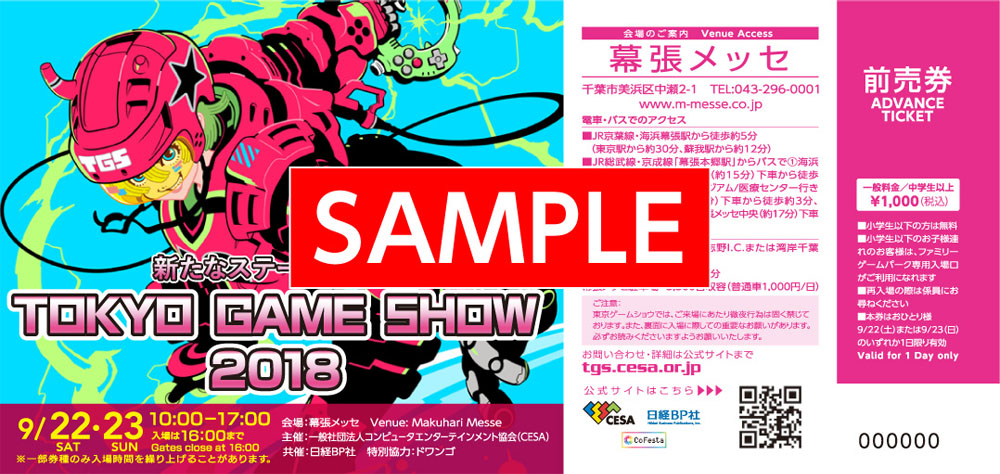 TGS
新たなステー
TOKYO GAME SHOW
2018
9/22・23
SAT SUN
10:00−17:00
入場は16:00まで
Gates close at 16:00
※一部券種のみ入場時間を繰り上げることがあります。
会場:幕張メッセ Venue: Makuhari Messe
主催:一般社団法人コンピュータエンターテインメント協会(CESA)
共催:日経BP社 特別協力:ドワンゴ
SAMPLE
会場のご案内 Venue Access
幕張メッセ
千葉市美浜区中瀬2-1 TEL:043-296-0001
www.m-messe.co.jp
電車・バスでのアクセス
■JR京葉線・海浜幕張駅から徒歩約5分
(東京駅から約30分、蘇我駅から約12分)
■JR総武線・京成線「幕張本郷駅」からバスで①海浜
(約15分)下車から徒歩
ジアム/医療センター行き
分)下車から徒歩約3分、
メッセ中央(約17分)下車
志野I.C.または湾岸千葉
分
収容(普通車1,000円/日)
ご注意:
東京ゲームショウでは、ご来場にあたり徹夜行為は固く禁じて
おります。また、裏面に入場に際しての重要なお願いがあります。
必ずお読みくださいますようお願いいたします。
お問い合わせ・詳細は公式サイトまで
tgs.cesa.or.jp
公式サイトはこちら▶▶▶
CESA
日経BP社
Nikkei Business Publications, Inc.
CoFesta
前売券
ADVANCE
TICKET
一般料金/中学生以上
¥1,000(税込)
■小学生以下の方は無料
■小学生以下のお子様連
れのお客様は、ファミリー
ゲームパーク専用入場口
がご利用になれます
■再入場の際は係員にお
尋ねください
■本券はおひとり様
9/22(土)または9/23(日)
のいずれか1日限り有効
Valid for 1 Day only
000000